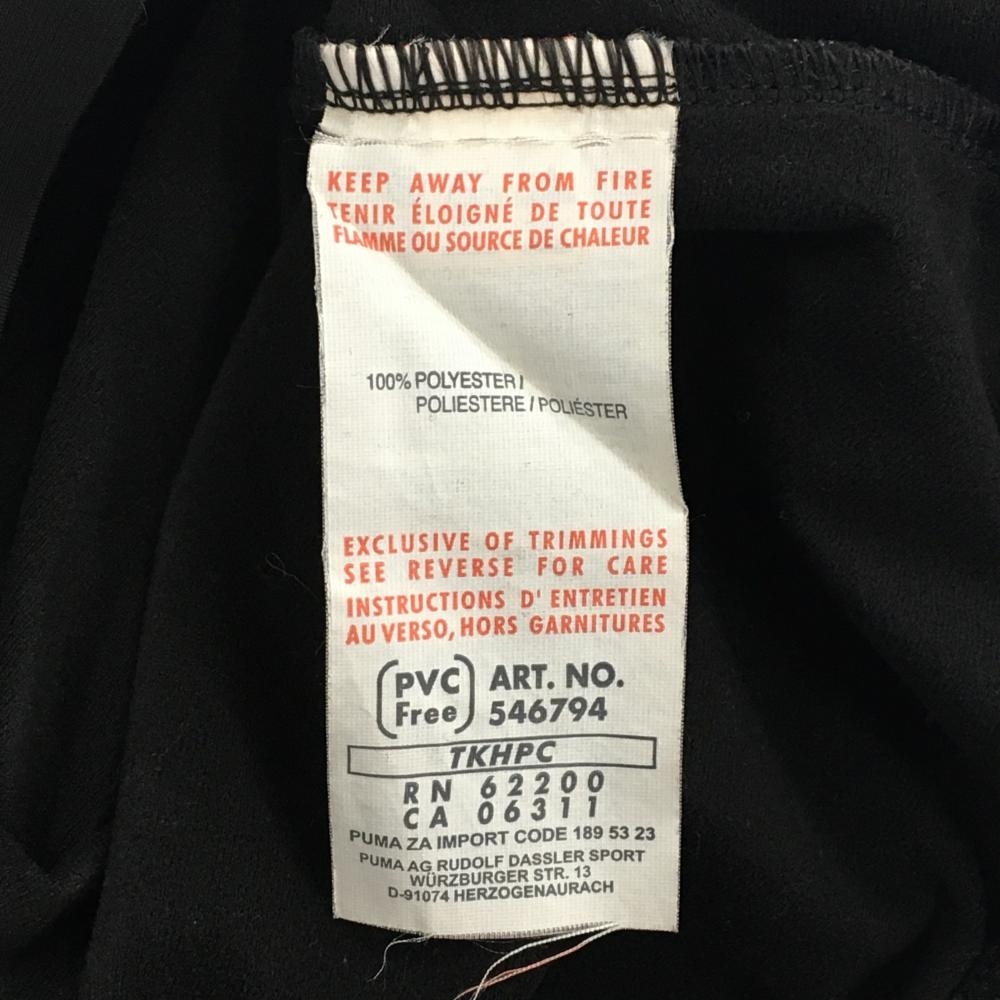 KEEP AWAY FROM FIRE
TENIR ÉLOIGNÉ DE TOUTE
FLAMME OU SOURCE DE CHALEUR
100% POLYESTER /
POLIESTERE / POLIÉSTER
EXCLUSIVE OF TRIMMINGS
SEE REVERSE FOR CARE
INSTRUCTIONS D' ENTRETIEN
AU VERSO, HORS GARNITURES
PVC ART. NO.
Free 546794
TKHPC
RN 62200
CA 06311
PUMA ZA IMPORT CODE 189 53 23
PUMA AG RUDOLF DASSLER SPORT
WÜRZBURGER STR. 13
D-91074 HERZOGENAURACH